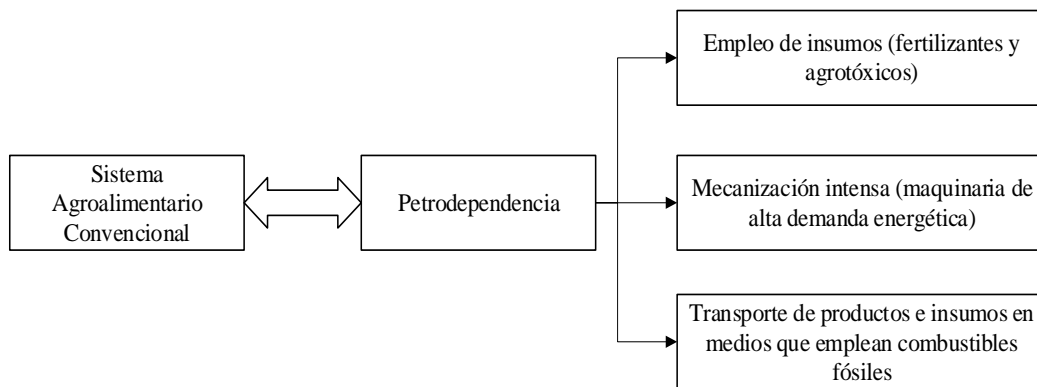 Empleo de insumos (fertilizantes y
agrotóxicos)
Sistema
Agroalimentario
Convencional
Petrodependencia
Mecanización intensa (maquinaria de
alta demanda energética)
Transporte de productos e insumos en
medios que emplean combustibles
fósiles